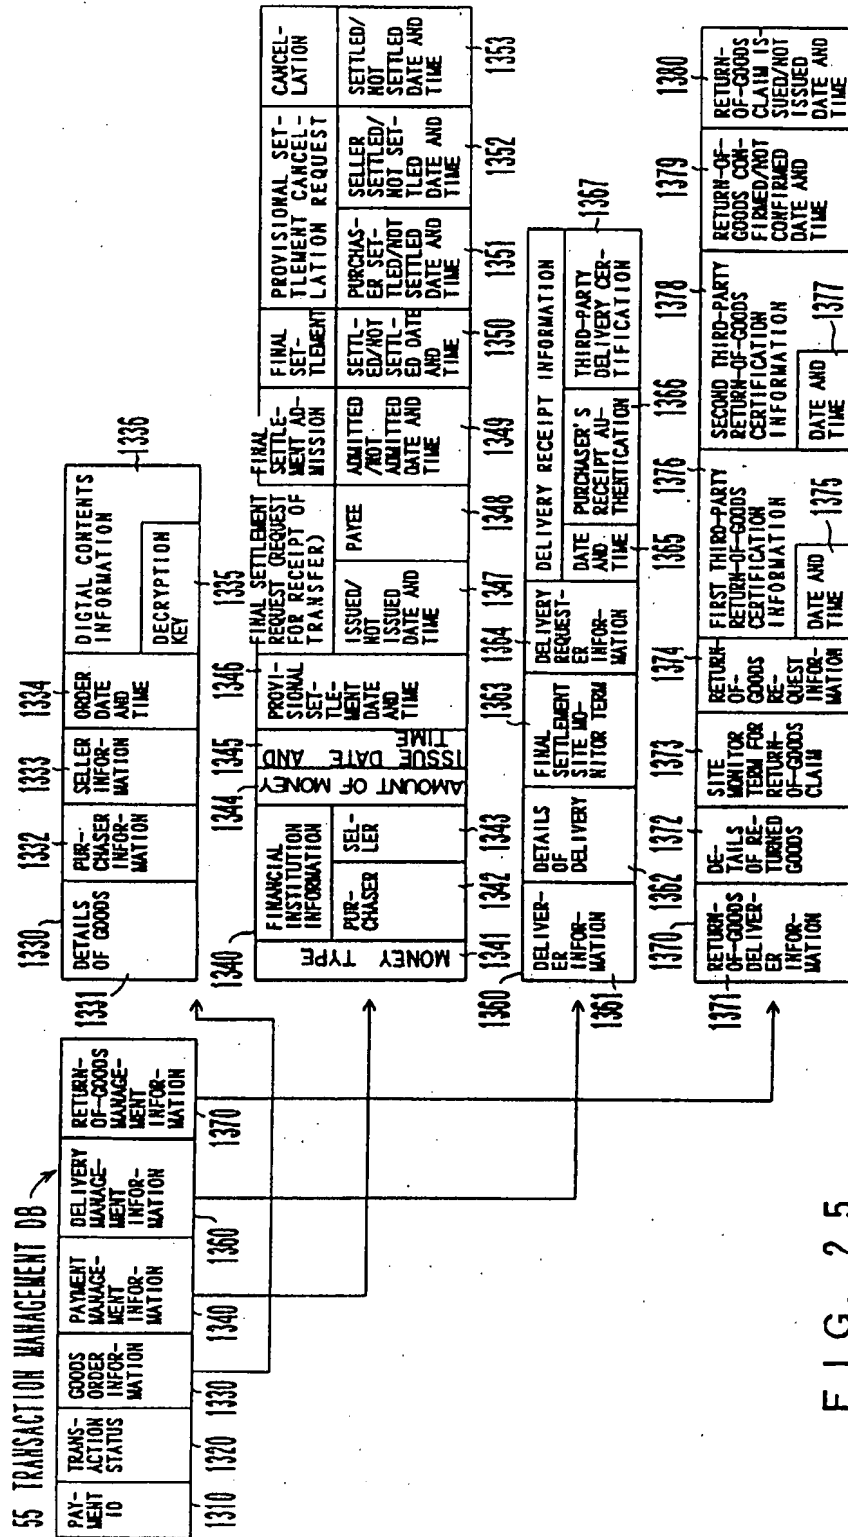 55 TRANSACTION MANAGEMENT DB
PAY-
MENT
ID
TRANS-
ACTION
STATUS
GOODS
ORDER
INFOR-
MATION
PAYMENT
MANAGE-
MENT
INFOR-
MATION
DELIVERY
MANAGE-
MENT
INFOR-
MATION
RETURN-
OF-GOODS
MANAGE-
MENT
INFOR-
MATION
1310
1320
1330
1340
1360
1370
1330
1332
1333
1334
DETAILS
OF GOODS
PUR-
CHASER
INFOR-
MATION
SELLER
INFOR-
MATION
ORDER
DATE
AND
TIME
DIGTAL CONTENTS
INFORMATION
DECRYPTION
KEY
1331
1335
1336
1340
1344
1345
1346
MONEY TYPE
FINANCIAL
INSTITUTION
INFORMATION
PUR-
CHASER
SEL-
LER
AMOUNT OF MONEY
ISSUE DATE AND
TIME
PROVI-
SIONAL
SET-
TLE-
MENT
DATE
AND
TIME
FINAL SETTLEMENT
REQUEST (REQUEST
FOR RECEIPT OF
TRANSFER)
ISSUED/
NOT
ISSUED
DATE AND
TIME
PAYEE
FINAL
SETTLE-
MENT AD-
MISSION
ADMITTED
/NOT
ADMITTED
DATE AND
TIME
FINAL
SET-
TLEMENT
SETTL-
ED/NOT
SETTL-
ED DATE
AND
TIME
PROVISIONAL SET-
TLEMENT CANCEL-
LATION REQUEST
PURCHAS-
ER SET-
TLED/NOT
SETTLED
DATE AND
TIME
SELLER
SETTLED/
NOT SET-
TLED
DATE AND
TIME
CANCEL-
LATION
SETTLED/
NOT
SETTLED
DATE AND
TIME
1341
1342
1343
1347
1348
1349
1350
1351
1352
1353
1360
1363
1364
DELIVER-
ER
INFOR-
MATION
DETAILS
OF
DELIVERY
FINAL
SETTLEMENT
SITE MO-
NITOR TERM
DELIVERY
REQUEST-
ER
INFOR-
MATION
DELIVERY RECEIPT INFORMATION
DATE
AND
TIME
PURCHASER'S
RECEIPT AU-
THENTICATION
THIRD-PARTY
DELIVERY CER-
TIFICATION
1361
1362
1365
1366
1367
1370
1372
1373
1374
1376
1378
1379
1380
RETURN-
OF-GOODS
DELIVER-
ER
INFOR-
MATION
DE-
TAILS
OF RE-
TURNED
GOODS
SITE
MONITOR
TERM FOR
RETURN-
OF-GOODS
CLAIM
RETURN-
OF-
GOODS
RE-
QUEST
INFOR-
MATION
FIRST THIRD-PARTY
RETURN-OF-GOODS
CERTIFICATION
INFORMATION
DATE AND
TIME
1375
SECOND THIRD-PARTY
RETURN-OF-GOODS
CERTIFICATION
INFORMATION
DATE AND
TIME
1377
RETURN-OF-
GOODS CON-
FIRMED/NOT
CONFIRMED
DATE AND
TIME
RETURN-
OF-GOODS
CLAIM IS-
SUED/NOT
ISSUED
DATE AND
TIME
1371
FIG. 25